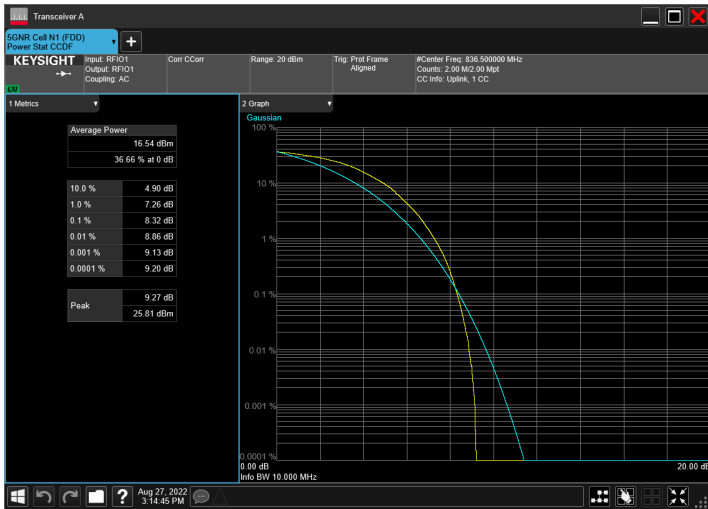 Transceiver A
5GNR Cell N1 (FDD)
Power Stat CCDF
KEYSIGHT
LXI
Input: RFIO1
Output: RFIO1
Coupling: AC
Corr CCorr
Range: 20 dBm
Trig: Prot Frame
Aligned
#Center Freq: 836.500000 MHz
Counts: 2.00 M/2.00 Mpt
CC Info: Uplink, 1 CC
1 Metrics
Average Power
16.54 dBm
36.66 % at 0 dB
10.0 % 4.90 dB
1.0 % 7.26 dB
0.1 % 8.32 dB
0.01 % 8.86 dB
0.001 % 9.13 dB
0.0001 % 9.20 dB
Peak
9.27 dB
25.81 dBm
2 Graph
Gaussian
100 %
10 %
1 %
0.1 %
0.01 %
0.001 %
0.0001 %
0.00 dB
20.00 dB
Info BW 10.000 MHz
?
Aug 27, 2022
3:14:45 PM